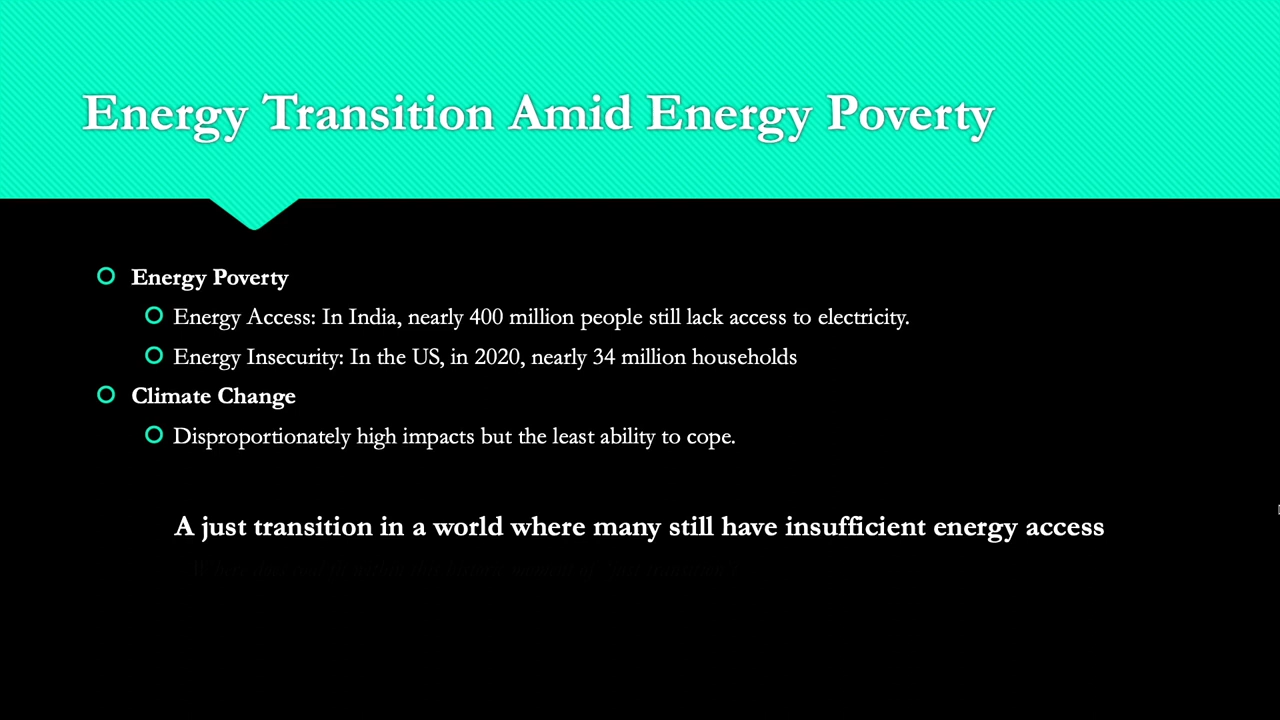 Energy Transition Amid Energy Poverty
Energy Poverty
Energy Access: In India, nearly 400 million people still lack access to electricity.
Energy Insecurity: In the US, in 2020, nearly 34 million households
Climate Change
Disproportionately high impacts but the least ability to cope.
A just transition in a world where many still have insufficient energy access